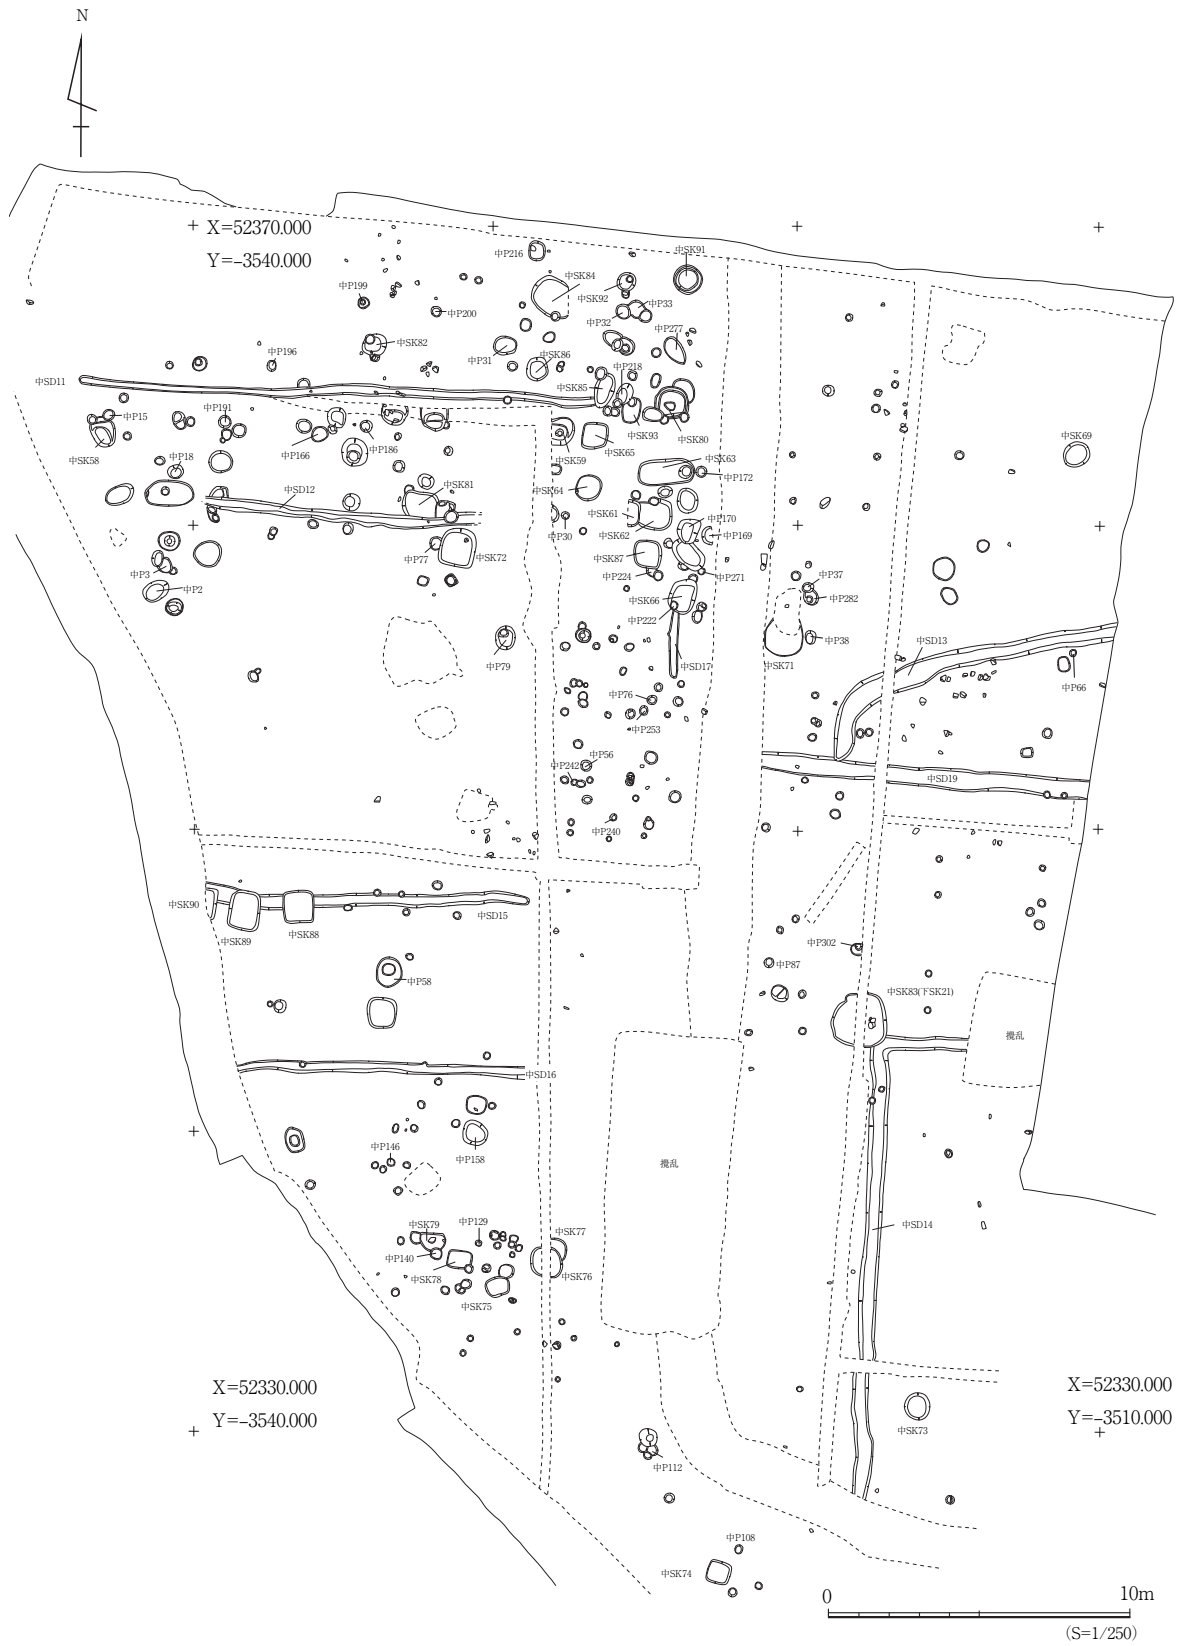 N
X=52370.000
Y=-3540.000
中P216
中SK91
中SK84
中P199
中SK92
中P33
中P200
中P32
中P277
中SK82
中P31
中SK86
中P196
中SD11
中SK85
中P218
中P15
中P191
中SK93
中SK80
中SK58
中P166
中P186
中SK59
中SK65
中SK69
中P18
中SK63
中P172
中SD12
中SK81
中SK64
中SK61
中P170
中P30
中SK62
中P169
中P77
中SK72
中SK87
中P3
中P224
中P271
中P37
中P2
中SK66
中P282
中P222
中P79
中P38
中SD13
中SD17
中SK71
中P66
中P76
中P253
中P56
中P242
中SD19
中P240
中SK90
中SD15
中SK89
中SK88
中P302
中P87
中P58
中SK83(下SK21)
攪乱
中SD16
中P146
中P158
攪乱
中SK79
中P129
中SD14
中SK77
中P140
中SK78
中SK76
中SK75
X=52330.000
Y=-3540.000
X=52330.000
Y=-3510.000
中SK73
中P112
中P108
中SK74
0 10m
(S=1/250)